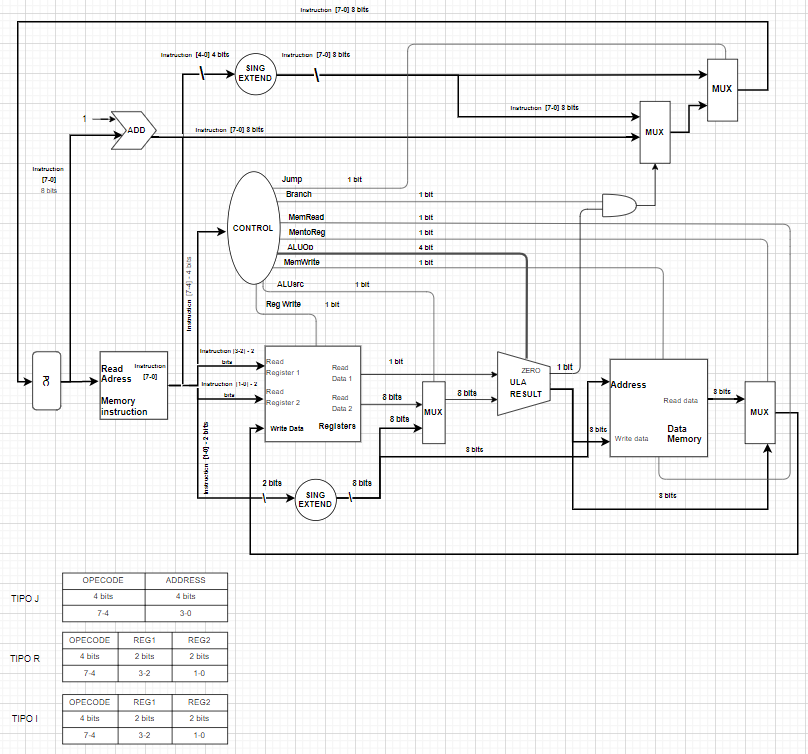 Instruction [7-0] 8 bits
Instruction [4-0] 4 bits
Instruction [7-0] 8 bits
SING
EXTEND
MUX
Instruction [7-0] 8 bits
1
ADD
Instruction [7-0] 8 bits
MUX
Instruction
[7-0]
8 bits
Jump
1 bit
Branch
1 bit
MemRead
1 bit
CONTROL
MentoReg
1 bit
ALUOp
4 bit
MemWrite
1 bit
ALUsrc
1 bit
Reg Write
1 bit
Instruction [7-4] - 4 bits
PC
Read
Adress
Instruction
[7-0]
Memory
instruction
Instruction [3-2] - 2
bits
Instruction [1-0] - 2
bits
Instruction [1-0] - 2 bits
Read
Register 1
Read
Data 1
Read
Register 2
Read
Data 2
Write Data
Registers
1 bit
8 bits
8 bits
MUX
8 bits
ZERO
ULA
RESULT
1 bit
Address
Read data
Write data
Data
Memory
8 bits
8 bits
MUX
8 bits
2 bits
SING
EXTEND
8 bits
8 bits
TIPO J
OPECODE ADDRESS
4 bits 4 bits
7-4 3-0
TIPO R
OPECODE REG1 REG2
4 bits 2 bits 2 bits
7-4 3-2 1-0
TIPO I
OPECODE REG1 REG2
4 bits 2 bits 2 bits
7-4 3-2 1-0